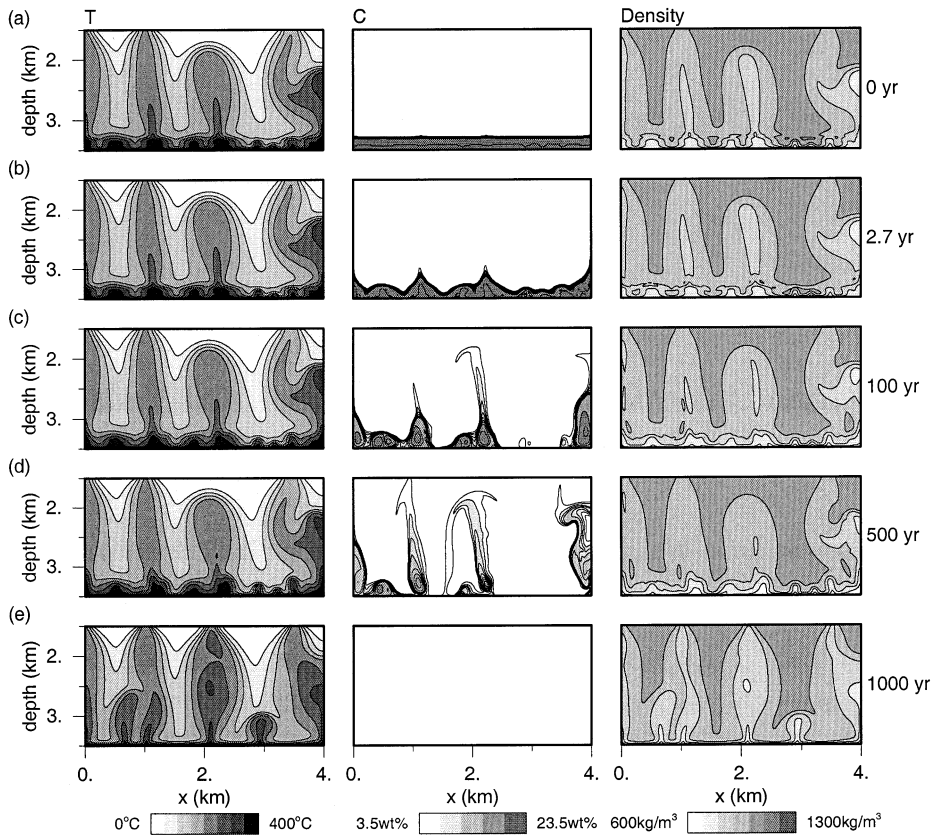 (a) T C Density
2.
3.
depth (km)
0 yr
(b)
2.
3.
depth (km)
2.7 yr
(c)
2.
3.
depth (km)
100 yr
(d)
2.
3.
depth (km)
500 yr
(e)
2.
3.
depth (km)
1000 yr
0. 2. 4. 0. 2. 4. 0. 2. 4.
x (km) x (km) x (km)
0°C 400°C 3.5wt% 23.5wt% 600kg/m³ 1300kg/m³